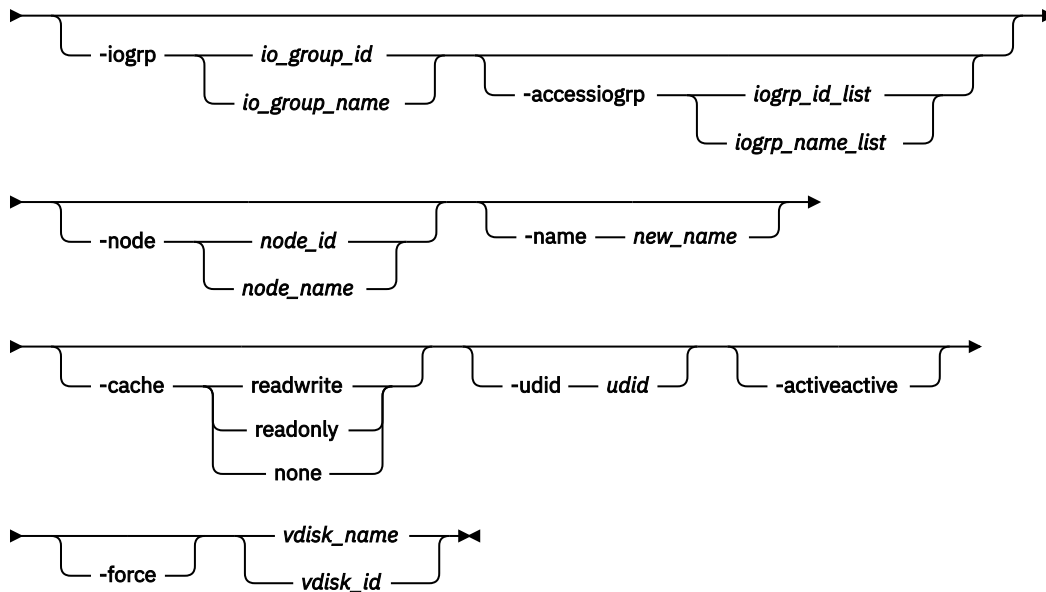 -iogrp io_group_id
io_group_name
-accessiogrp iogrp_id_list
iogrp_name_list
-node node_id
node_name
-name new_name
-cache readwrite
readonly
none
-udid udid
-activeactive
-force vdisk_name
vdisk_id